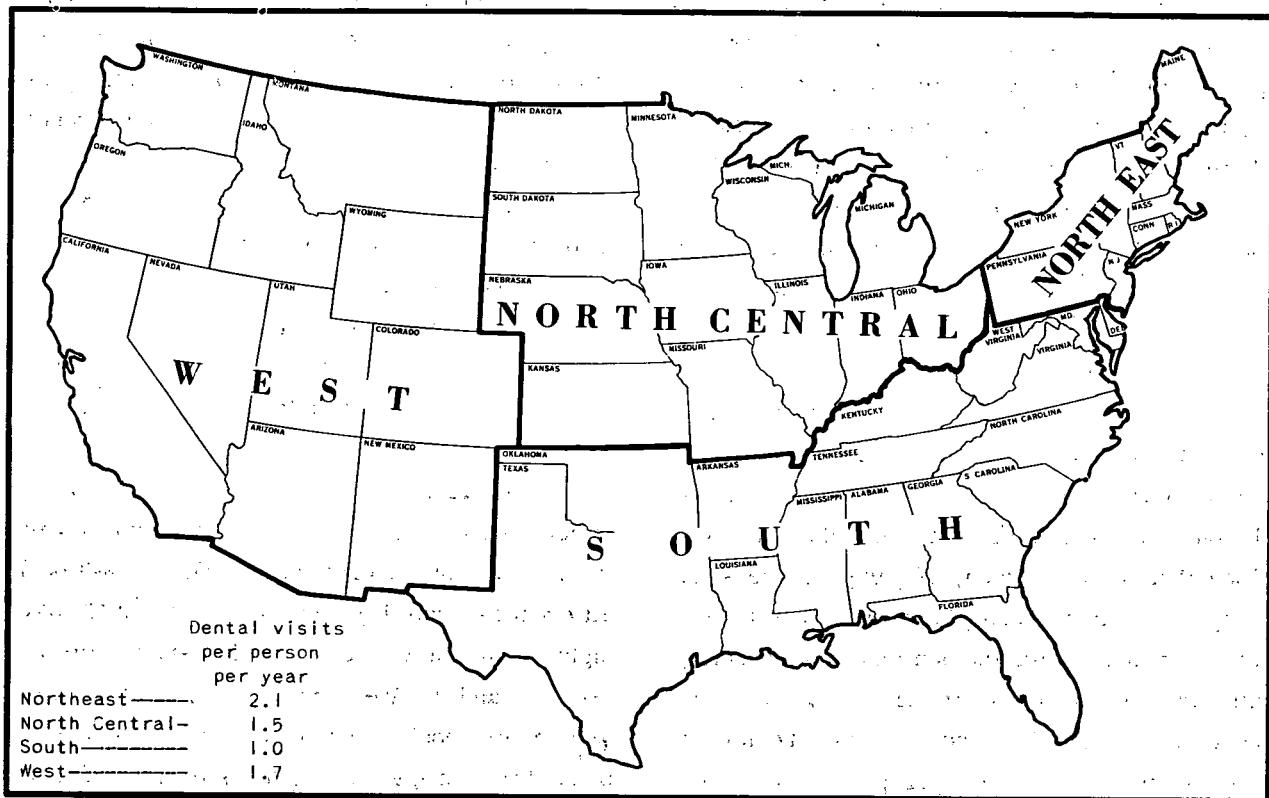 WASHINGTON
MONTANA
NORTH DAKOTA
MINNESOTA
MAINE
IDAHO
OREGON
VT
MICH.
WISCONSIN
SOUTH DAKOTA
WYOMING
MICHIGAN
MASS
NEW YORK
CONN
R I
NORTH EAST
CALIFORNIA
NEVADA
UTAH
NEBRASKA
IOWA
ILLINOIS
INDIANA
OHIO
PENNSYLVANIA
N J
NORTH CENTRAL
COLORADO
WEST VIRGINIA
MD.
DE
VIRGINIA
MISSOURI
KANSAS
WEST
KENTUCKY
NORTH CAROLINA
ARIZONA
NEW MEXICO
OKLAHOMA
TEXAS
ARKANSAS
TENNESSEE
S CAROLINA
MISSISSIPPI
ALABAMA
GEORGIA
SOUTH
LOUISIANA
FLORIDA
Dental visits
per person
per year
Northeast 2.1
North Central- 1.5
South 1.0
West 1.7